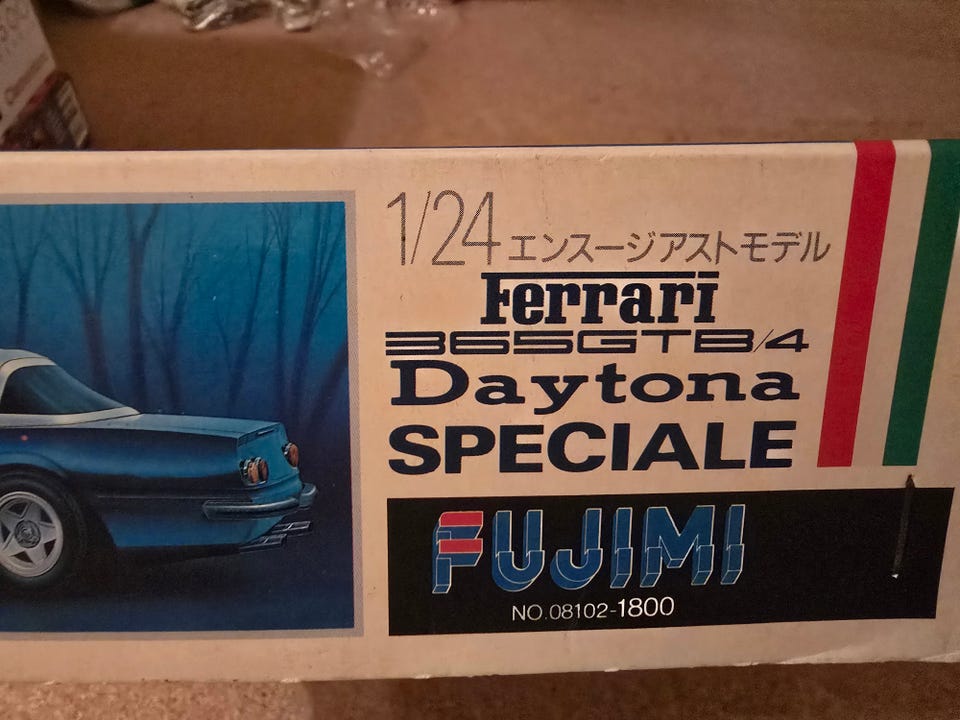 1/24 エンスージアストモデル
Ferrari
365GTB/4
Daytona
SPECIALE
FUJIMI
NO.08102-1800